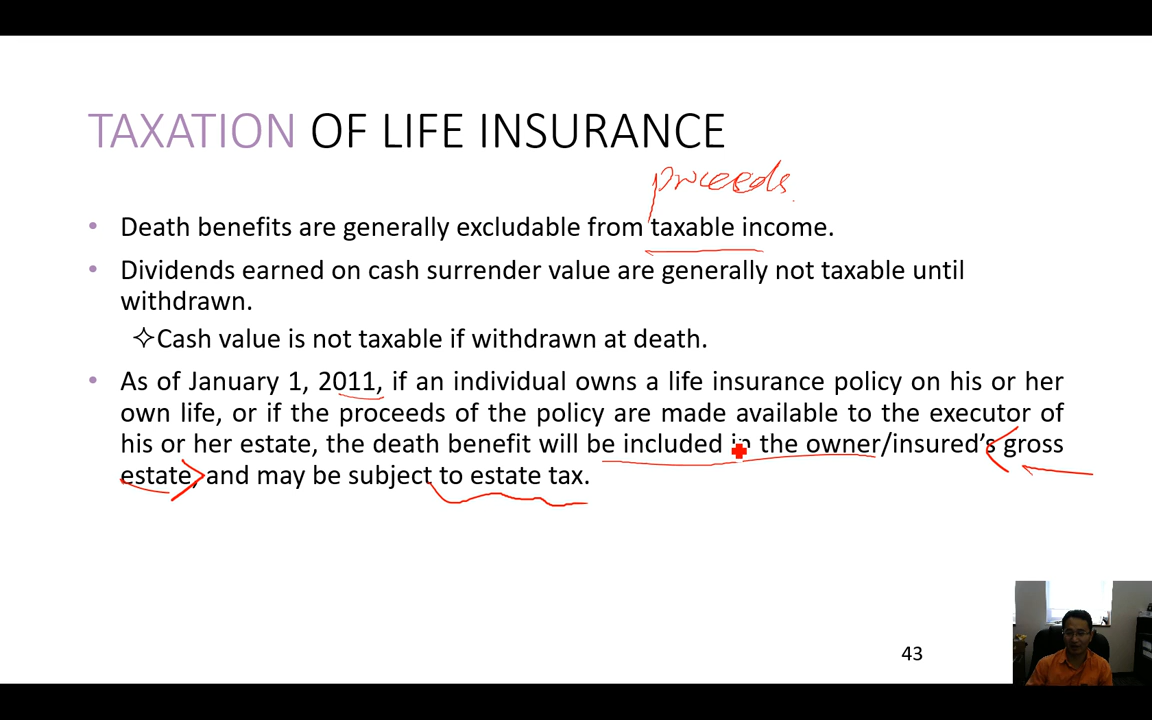 TAXATION OF LIFE INSURANCE
proceeds
• Death benefits are generally excludable from taxable income.
• Dividends earned on cash surrender value are generally not taxable until
withdrawn.
✧Cash value is not taxable if withdrawn at death.
• As of January 1, 2011, if an individual owns a life insurance policy on his or her
own life, or if the proceeds of the policy are made available to the executor of
his or her estate, the death benefit will be included in the owner/insured's gross
estate, and may be subject to estate tax.
43